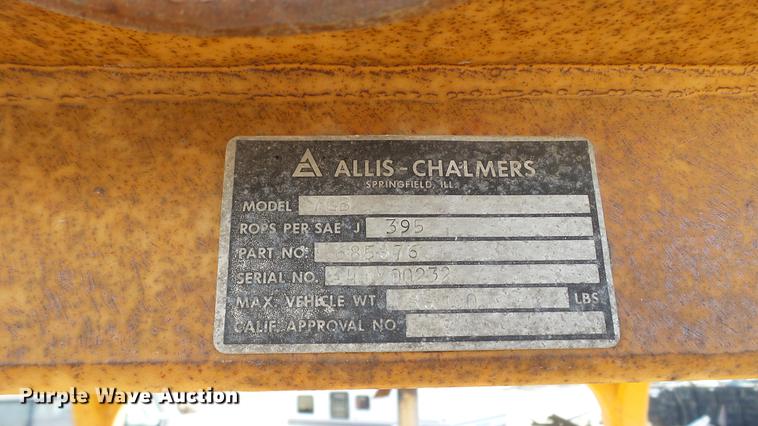 ALLIS-CHALMERS
SPRINGFIELD, ILL.
MODEL
ROPS PER SAE J 395
PART NO.
SERIAL NO.
MAX. VEHICLE WT. LBS
CALIF. APPROVAL NO.
Purple Wave Auction